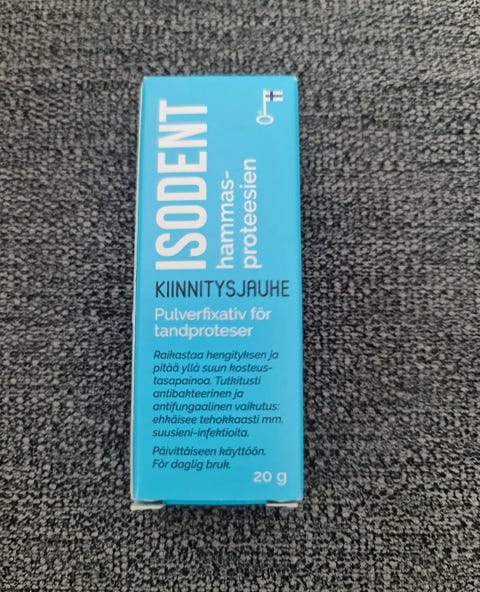 ISODENT
hammas-
proteesien
KIINNITYSJAUHE
Pulverfixativ för
tandproteser
Raikastaa hengityksen ja
pitää yllä suun kosteus-
tasapainoa. Tutkitusti
antibakteerinen ja
antifungaalinen vaikutus:
ehkäisee tehokkaasti mm.
suusieni-infektioita.
Päivittäiseen käyttöön.
För daglig bruk.
20 g